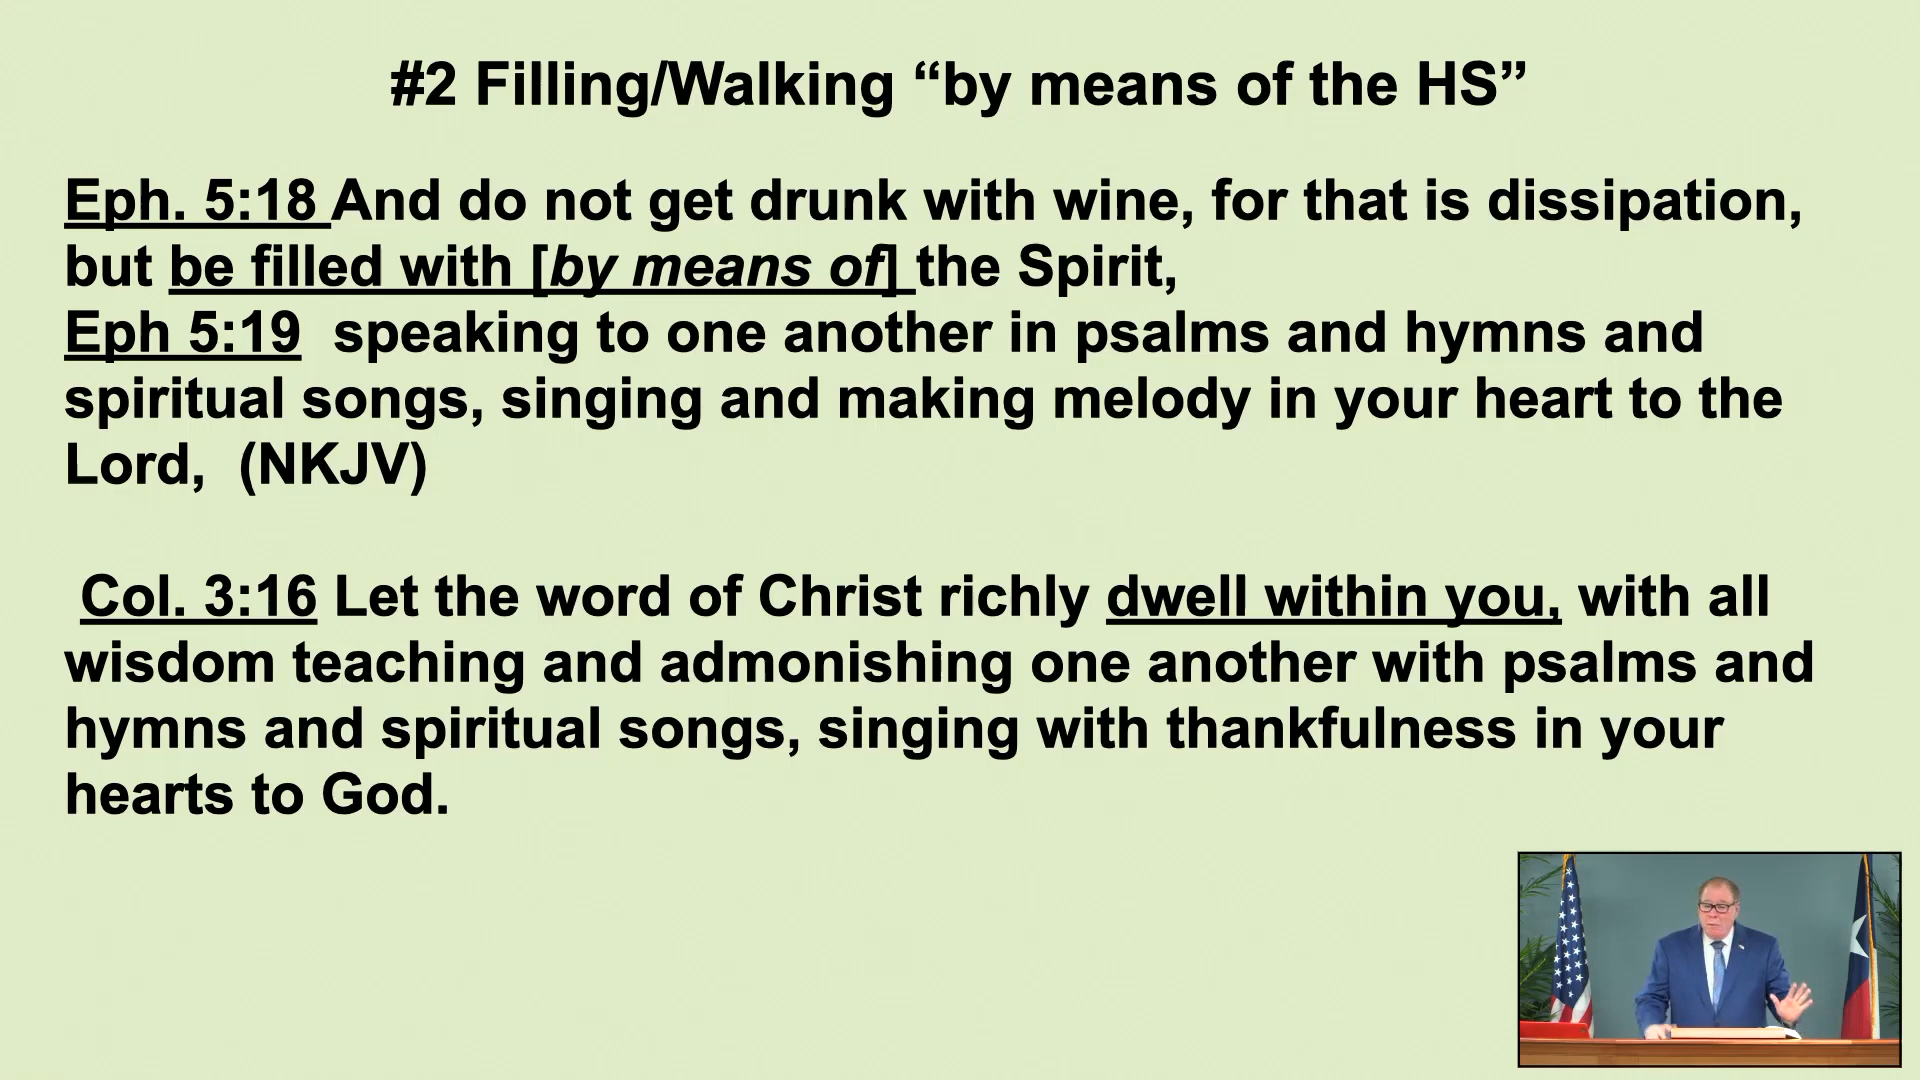 #2 Filling/Walking “by means of the HS”
Eph. 5:18 And do not get drunk with wine, for that is dissipation,
but be filled with [by means of] the Spirit,
Eph 5:19  speaking to one another in psalms and hymns and
spiritual songs, singing and making melody in your heart to the
Lord,  (NKJV)
Col. 3:16 Let the word of Christ richly dwell within you, with all
wisdom teaching and admonishing one another with psalms and
hymns and spiritual songs, singing with thankfulness in your
hearts to God.